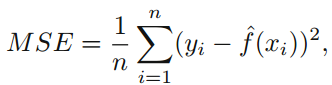 MSE = \frac{1}{n} \sum_{i=1}^{n} (y_i - \hat{f}(x_i))^2,